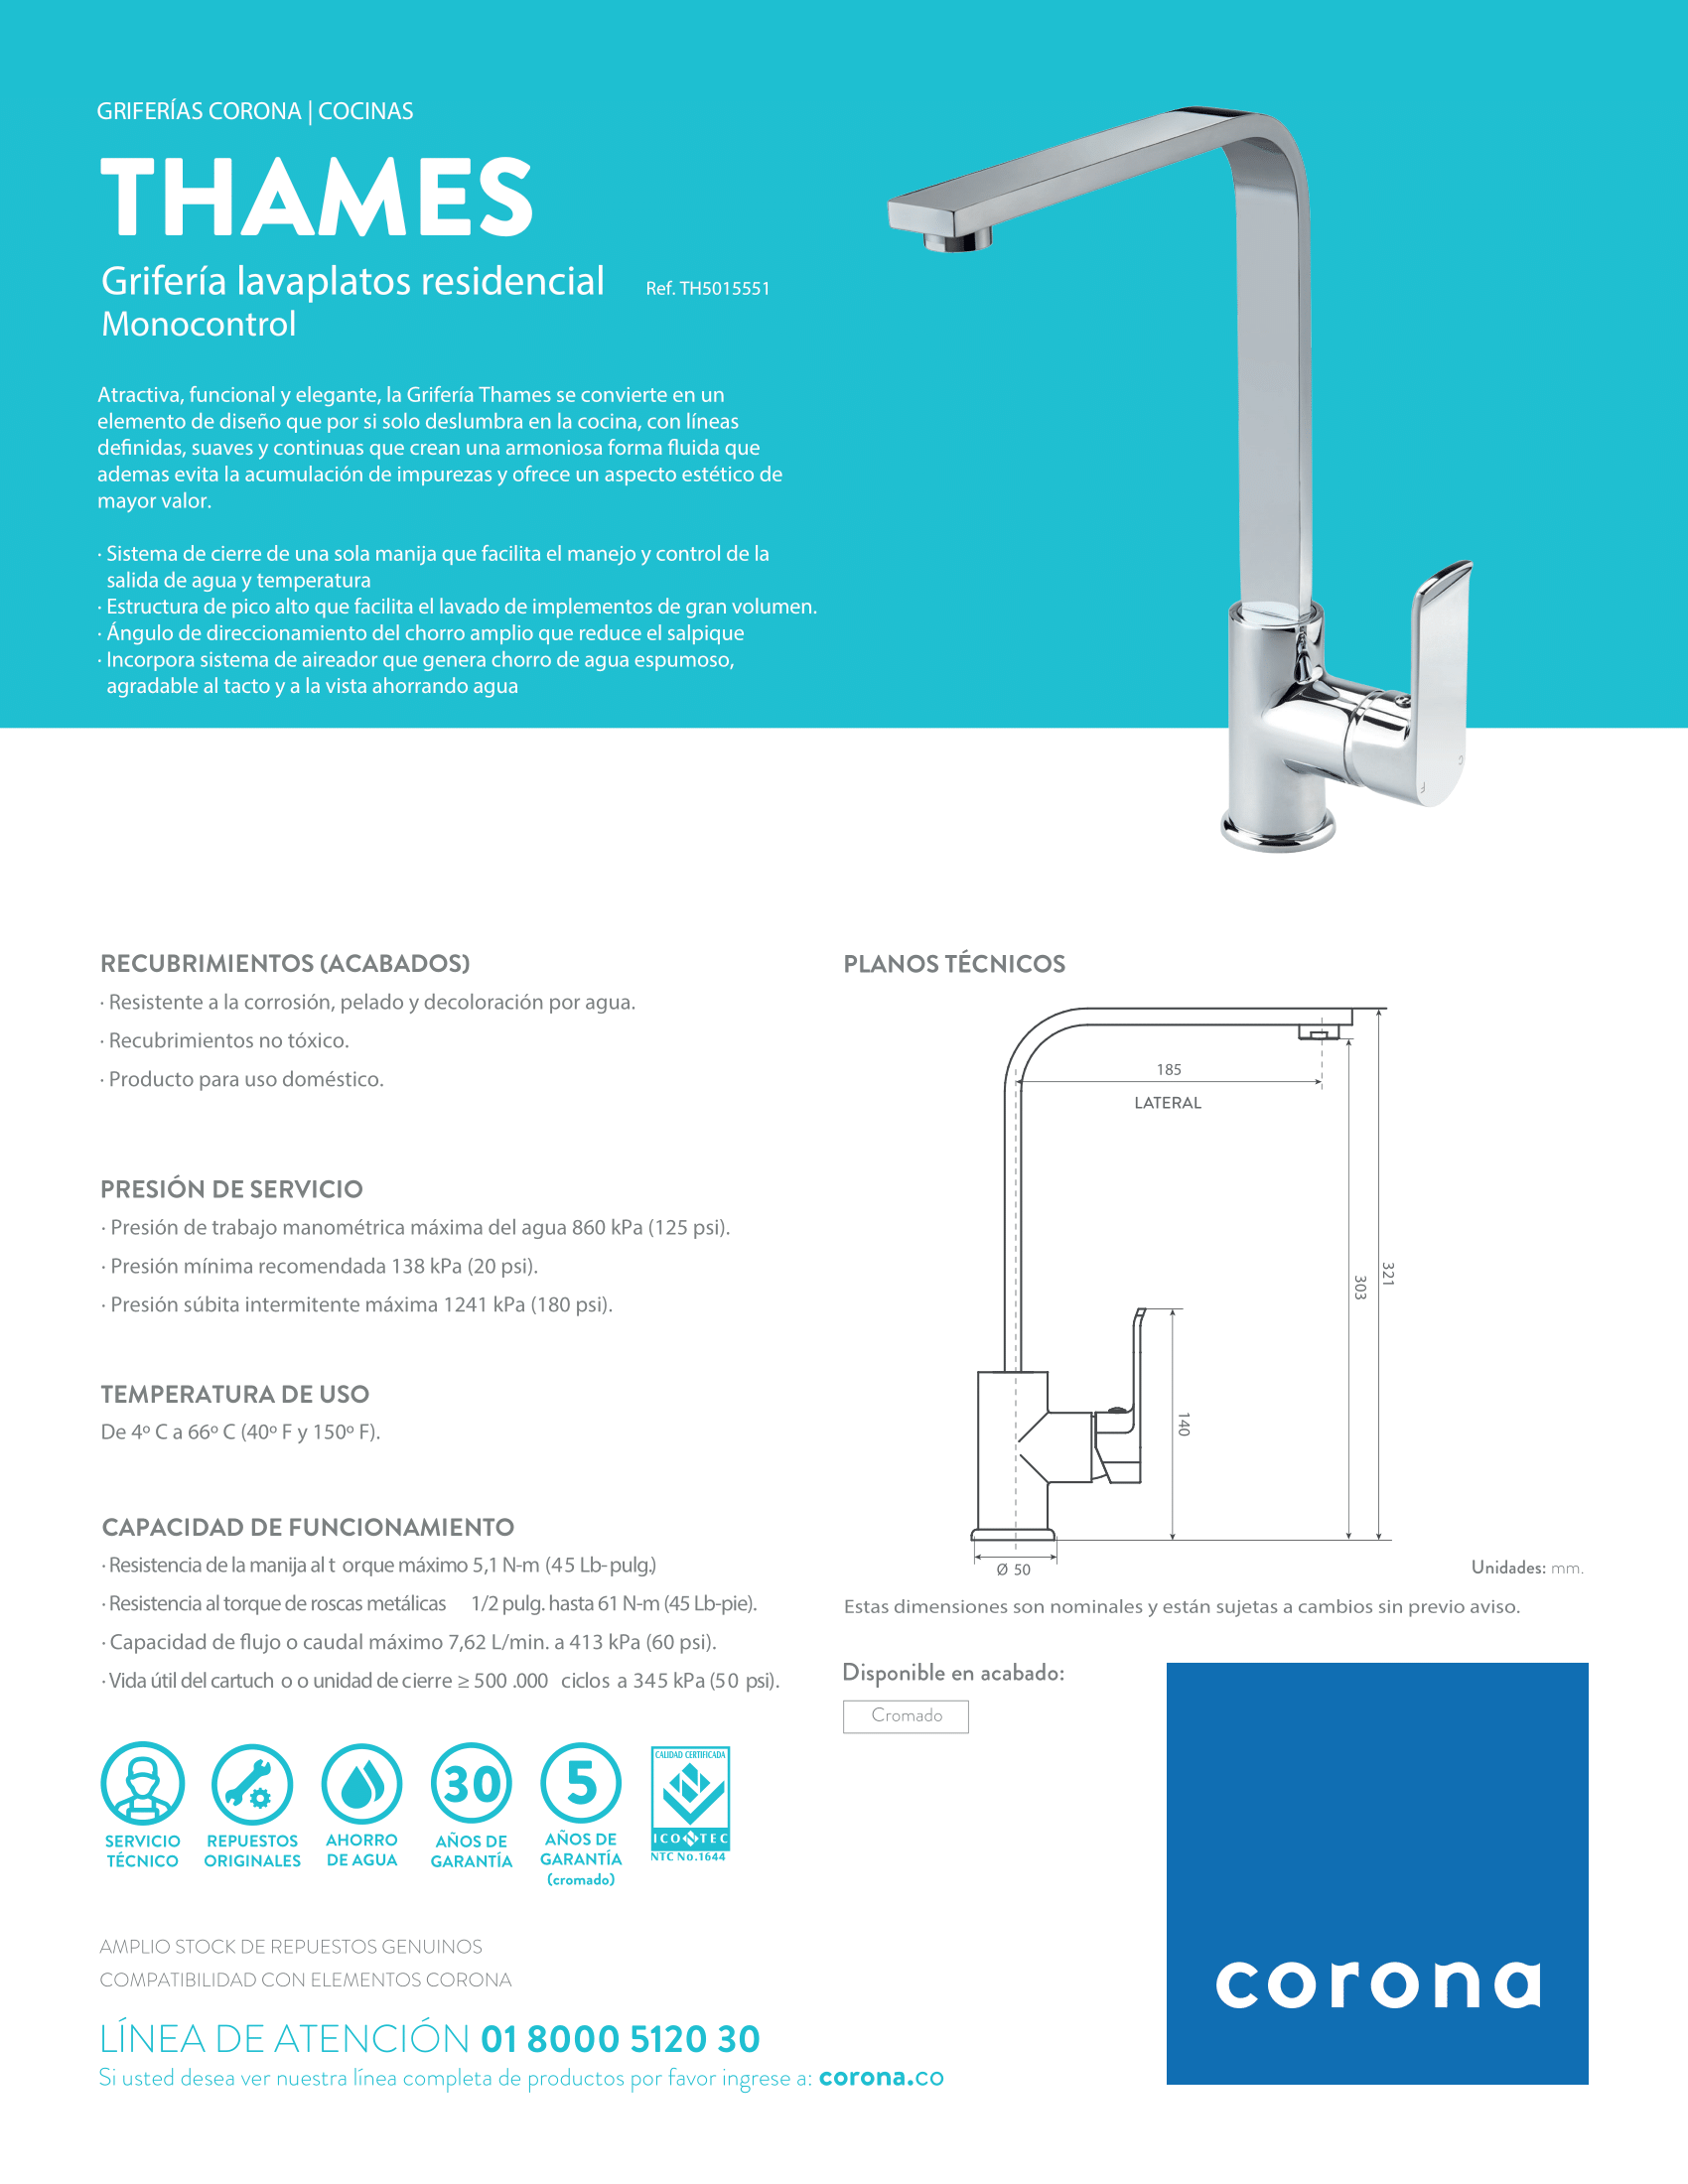 GRIFERÍAS CORONA | COCINAS
THAMES
Grifería lavaplatos residencial Ref. TH5015551
Monocontrol
Atractiva, funcional y elegante, la Grifería Thames se convierte en un
elemento de diseño que por si solo deslumbra en la cocina, con líneas
definidas, suaves y continuas que crean una armoniosa forma fluida que
ademas evita la acumulación de impurezas y ofrece un aspecto estético de
mayor valor.
· Sistema de cierre de una sola manija que facilita el manejo y control de la
salida de agua y temperatura
· Estructura de pico alto que facilita el lavado de implementos de gran volumen.
· Ángulo de direccionamiento del chorro amplio que reduce el salpique
· Incorpora sistema de aireador que genera chorro de agua espumoso,
agradable al tacto y a la vista ahorrando agua
RECUBRIMIENTOS (ACABADOS)
· Resistente a la corrosión, pelado y decoloración por agua.
· Recubrimientos no tóxico.
· Producto para uso doméstico.
PRESIÓN DE SERVICIO
· Presión de trabajo manométrica máxima del agua 860 kPa (125 psi).
· Presión mínima recomendada 138 kPa (20 psi).
· Presión súbita intermitente máxima 1241 kPa (180 psi).
TEMPERATURA DE USO
De 4º C a 66º C (40º F y 150º F).
CAPACIDAD DE FUNCIONAMIENTO
· Resistencia de la manija al t orque máximo 5,1 N-m (45 Lb-pulg.)
· Resistencia al torque de roscas metálicas 1/2 pulg. hasta 61 N-m (45 Lb-pie).
· Capacidad de flujo o caudal máximo 7,62 L/min. a 413 kPa (60 psi).
· Vida útil del cartuch o o unidad de cierre ≥ 500 .000 ciclos a 345 kPa (50 psi).
PLANOS TÉCNICOS
185
LATERAL
321
303
140
Ø 50
Unidades: mm.
Estas dimensiones son nominales y están sujetas a cambios sin previo aviso.
Disponible en acabado:
Cromado
SERVICIO
TÉCNICO
REPUESTOS
ORIGINALES
AHORRO
DE AGUA
30
AÑOS DE
GARANTÍA
5
AÑOS DE
GARANTÍA
(cromado)
CALIDAD CERTIFICADA
ICONTEC
NTC No.1644
AMPLIO STOCK DE REPUESTOS GENUINOS
COMPATIBILIDAD CON ELEMENTOS CORONA
LÍNEA DE ATENCIÓN 01 8000 5120 30
Si usted desea ver nuestra línea completa de productos por favor ingrese a: corona.co
corona